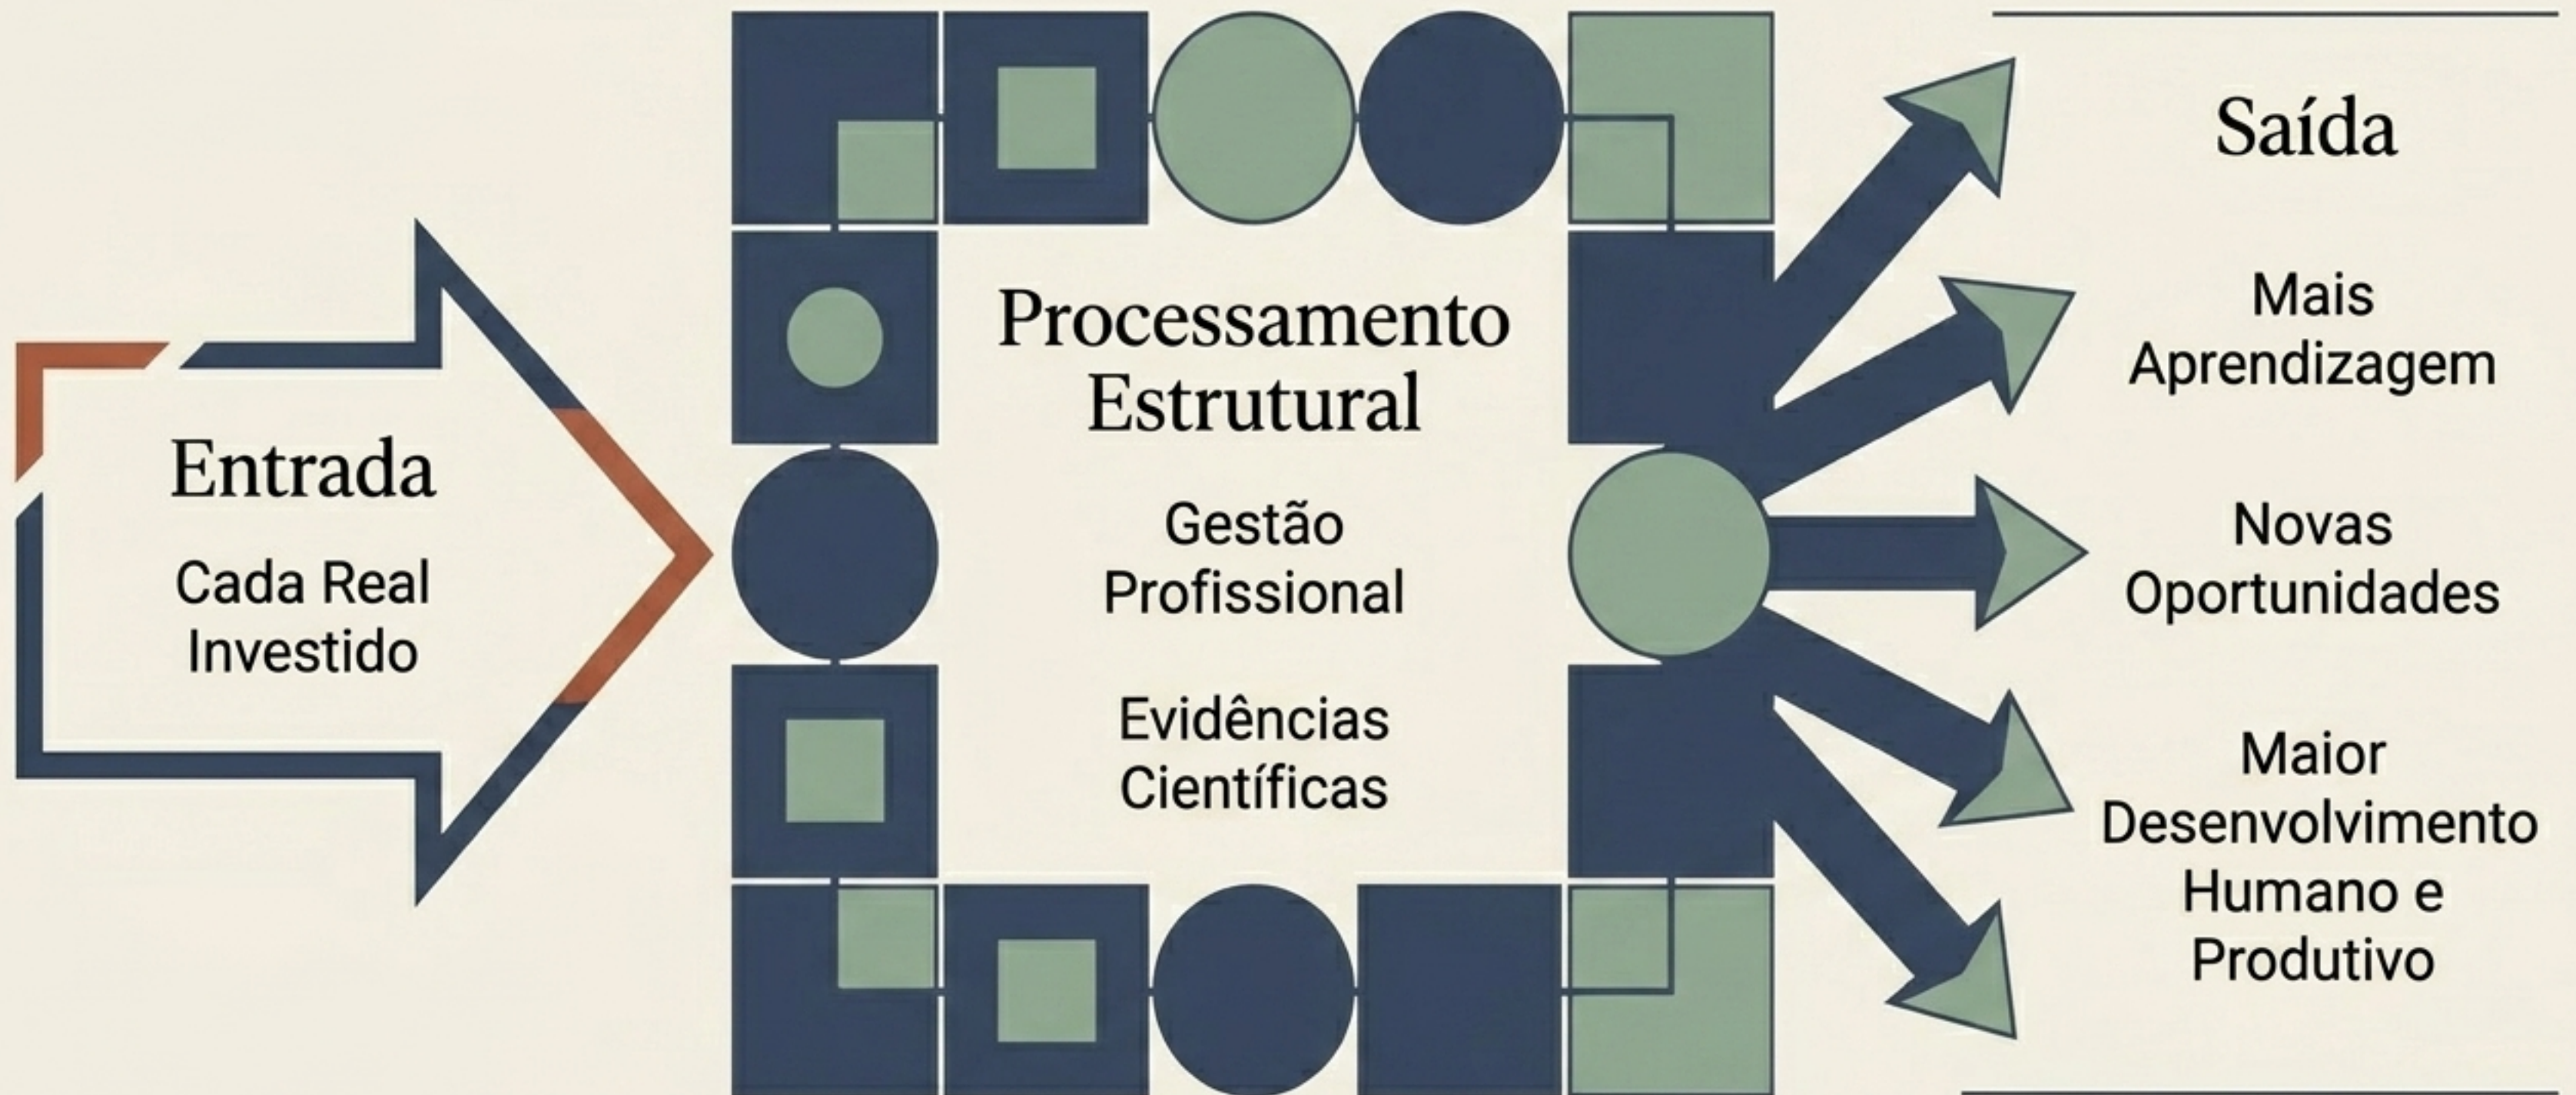 Entrada
Cada Real
Investido
Processamento
Estrutural
Gestão
Profissional
Evidências
Científicas
Saída
Mais
Aprendizagem
Novas
Oportunidades
Maior
Desenvolvimento
Humano e
Produtivo